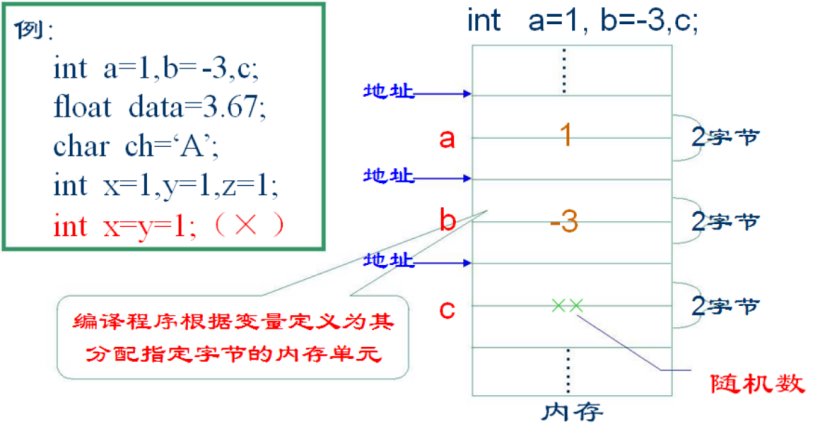 例:
int a=1,b=-3,c;
float data=3.67;
char ch=‘A’;
int x=1,y=1,z=1;
int x=y=1;（×）
int a=1, b=-3,c;
地址
a
1
2字节
地址
b
-3
2字节
地址
c
××
2字节
编译程序根据变量定义为其
分配指定字节的内存单元
随机数
内存